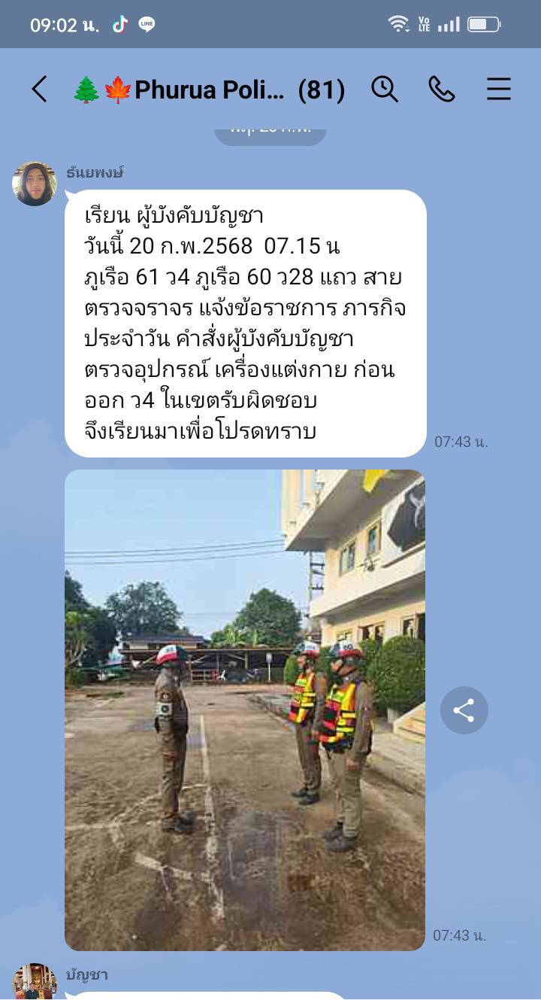 09:02 น.
LINE
Vo
LTE
Phurua Poli... (81)
ธันยพงษ์
เรียน ผู้บังคับบัญชา
วันนี้ 20 ก.พ.2568 07.15 น
ภูเรือ 61 ว4 ภูเรือ 60 ว28 แถว สาย
ตรวจจราจร แจ้งข้อราชการ ภารกิจ
ประจำวัน คำสั่งผู้บังคับบัญชา
ตรวจอุปกรณ์ เครื่องแต่งกาย ก่อน
ออก ว4 ในเขตรับผิดชอบ
จึงเรียนมาเพื่อโปรดทราบ
07:43 น.
07:43 น.
บัญชา